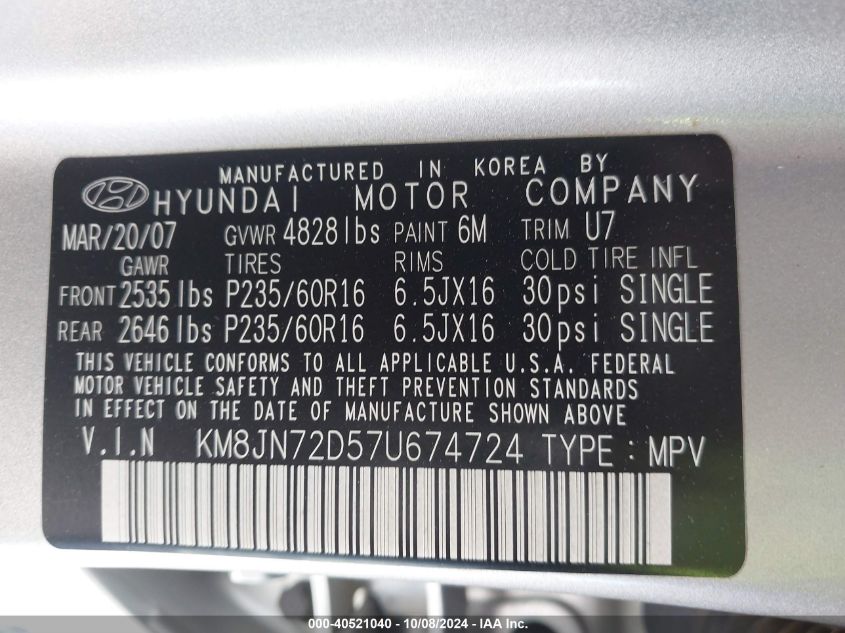 MANUFACTURED IN KOREA BY
HYUNDAI MOTOR COMPANY
MAR/20/07 GVWR 4828lbs PAINT 6M TRIM U7
GAWR TIRES RIMS COLD TIRE INFL
FRONT 2535lbs P235/60R16 6.5JX16 30psi SINGLE
REAR 2646lbs P235/60R16 6.5JX16 30psi SINGLE
THIS VEHICLE CONFORMS TO ALL APPLICABLE U.S.A. FEDERAL
MOTOR VEHICLE SAFETY AND THEFT PREVENTION STANDARDS
IN EFFECT ON THE DATE OF MANUFACTURE SHOWN ABOVE
V.I.N KM8JN72D57U674724 TYPE : MPV
000-40521040 - 10/08/2024 - IAA Inc.